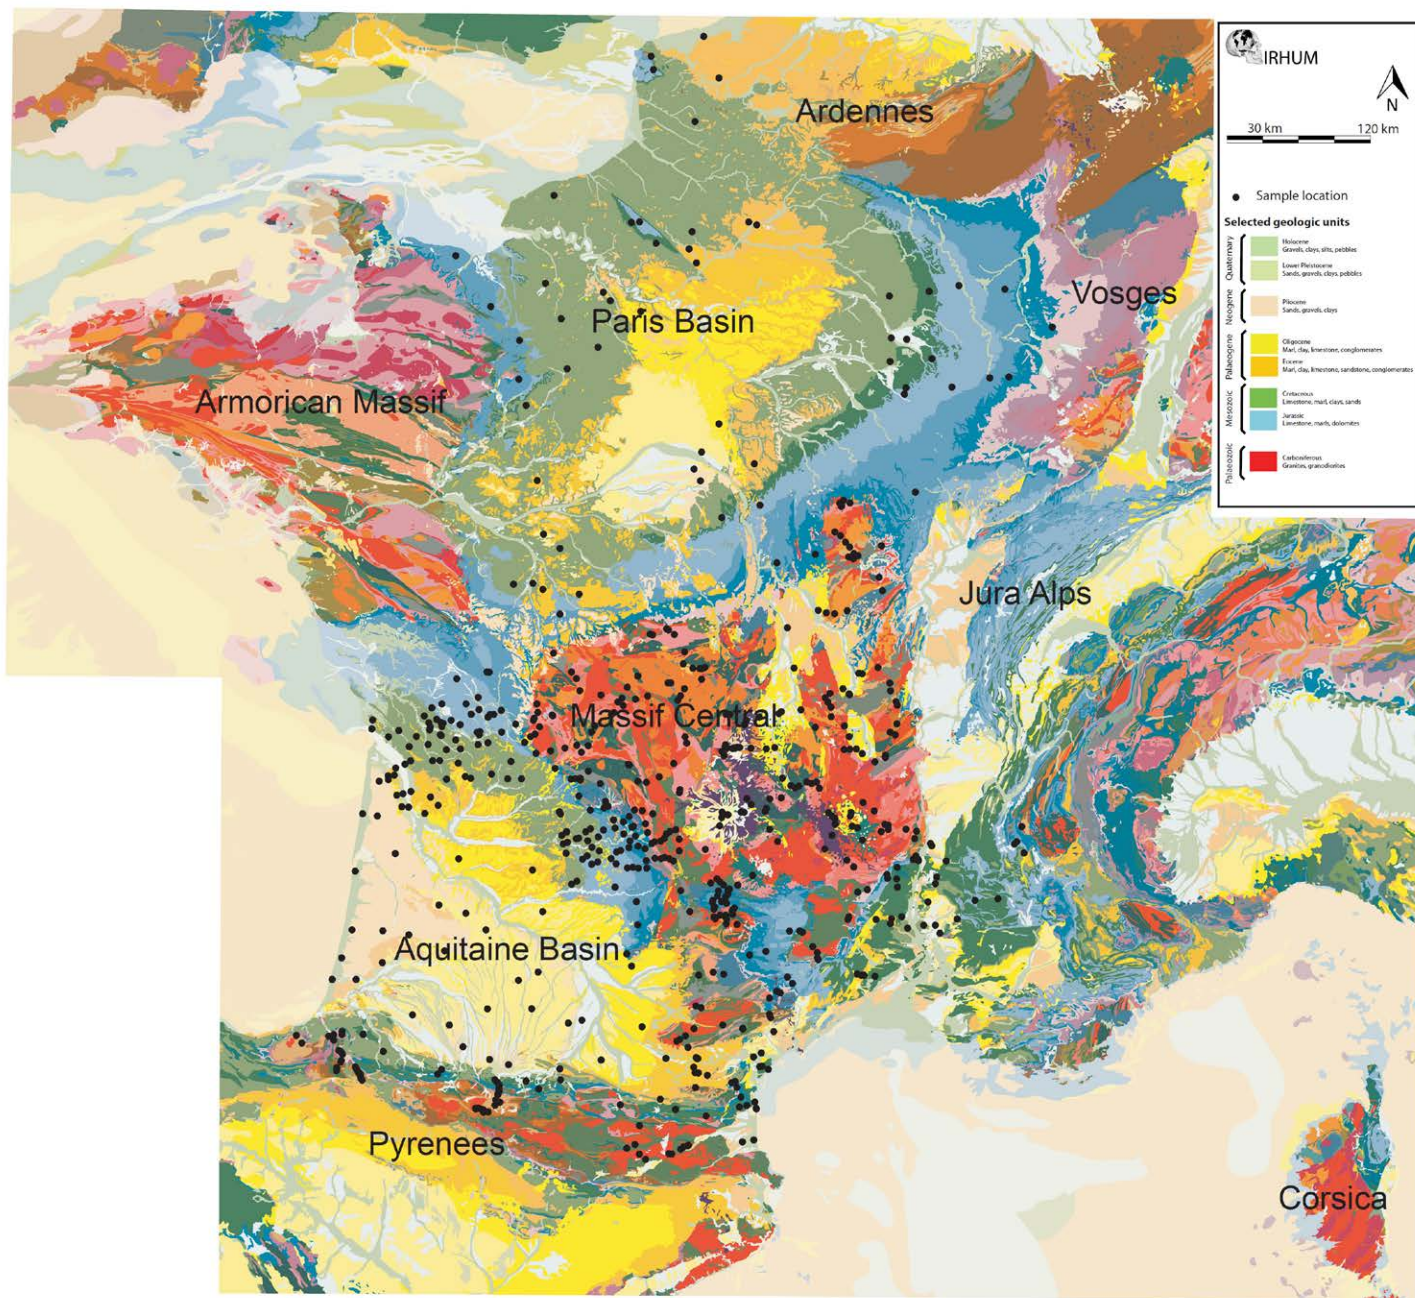 IRHUM
N
30 km 120 km
Sample location
Selected geologic units
Quaternary
Holocene
Gravels, clays, silts, pebbles
Lower Pleistocene
Sands, gravels, clays, pebbles
Neogene
Pliocene
Sands, gravels, clays
Palaeogene
Oligocene
Marl, clay, limestone, conglomerates
Eocene
Marl, clay, limestone, sandstone, conglomerates
Mesozoic
Cretaceous
Limestone, marl, clays, sands
Jurassic
Limestone, marls, dolomites
Palaeozoic
Carboniferous
Granites, granodiorites
Ardennes
Vosges
Paris Basin
Armorican Massif
Jura Alps
Massif Central
Aquitaine Basin
Pyrenees
Corsica